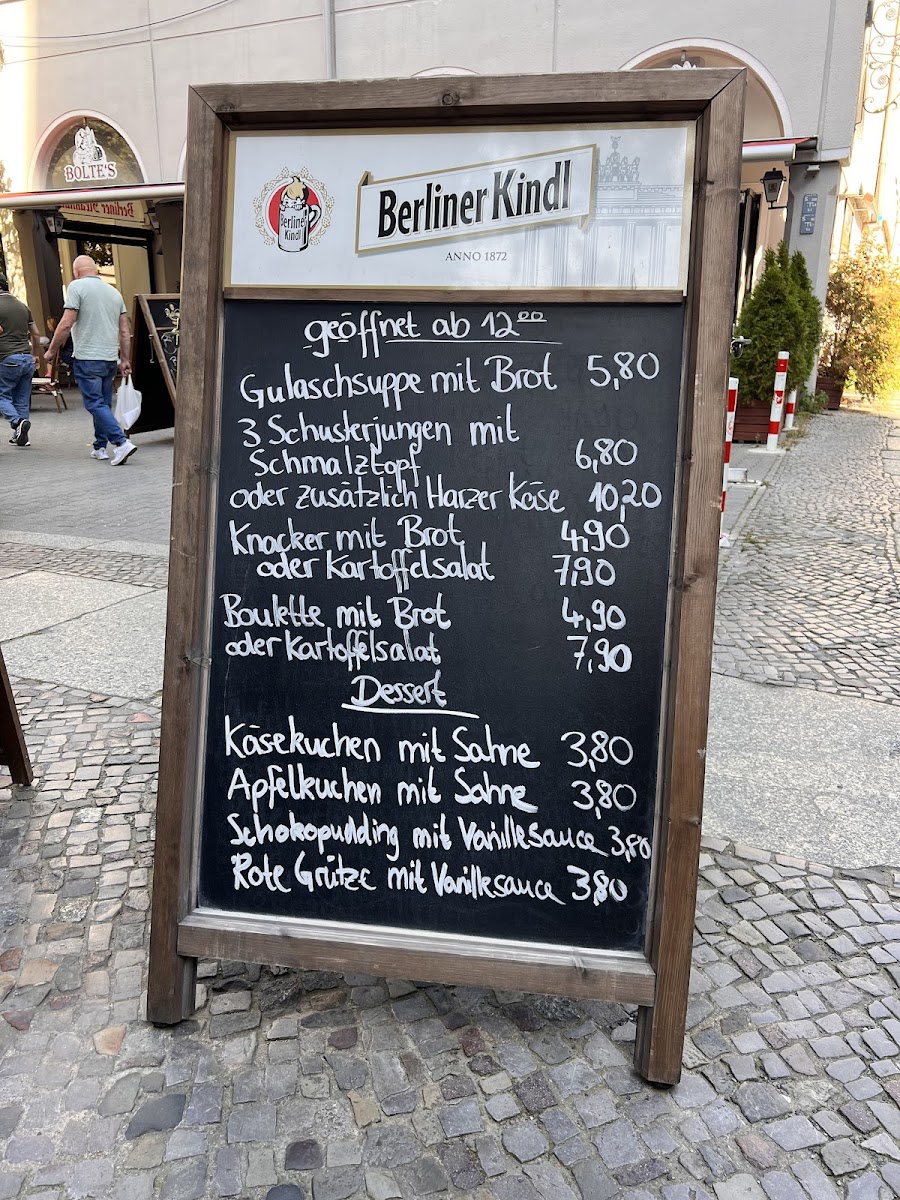 BOLTE'S
Berliner Kindl
Berliner Kindl
ANNO 1872
geöffnet ab 12⁰⁰
Gulaschsuppe mit Brot 5,80
3 Schusterjungen mit
Schmalztopf 6,80
oder zusätzlich Harzer Käse 10,20
Knacker mit Brot 4,90
oder Kartoffelsalat 7,90
Boulette mit Brot 4,90
oder Kartoffelsalat 7,90
Dessert
Käsekuchen mit Sahne 3,80
Apfelkuchen mit Sahne 3,80
Schokopudding mit Vanillesauce 3,80
Rote Grütze mit Vanillesauce 3,80